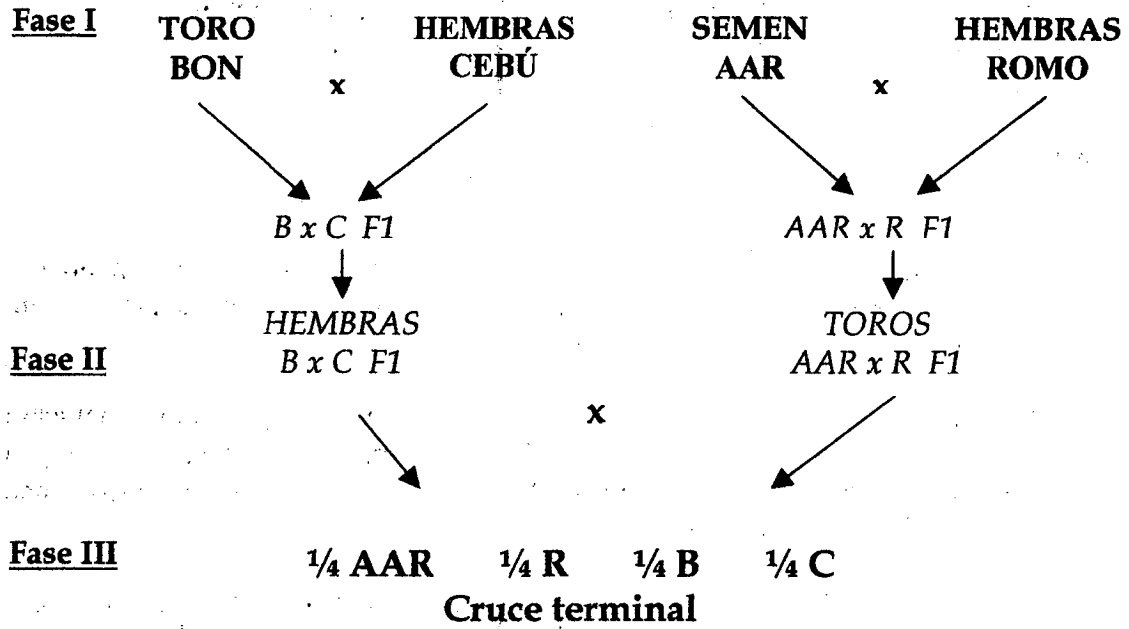 Fase I TORO HEMBRAS SEMEN HEMBRAS
BON x CEBÚ AAR x ROMO
B x C F1 AAR x R F1
HEMBRAS TOROS
Fase II B x C F1 AAR x R F1
x
Fase III ¼ AAR ¼ R ¼ B ¼ C
Cruce terminal